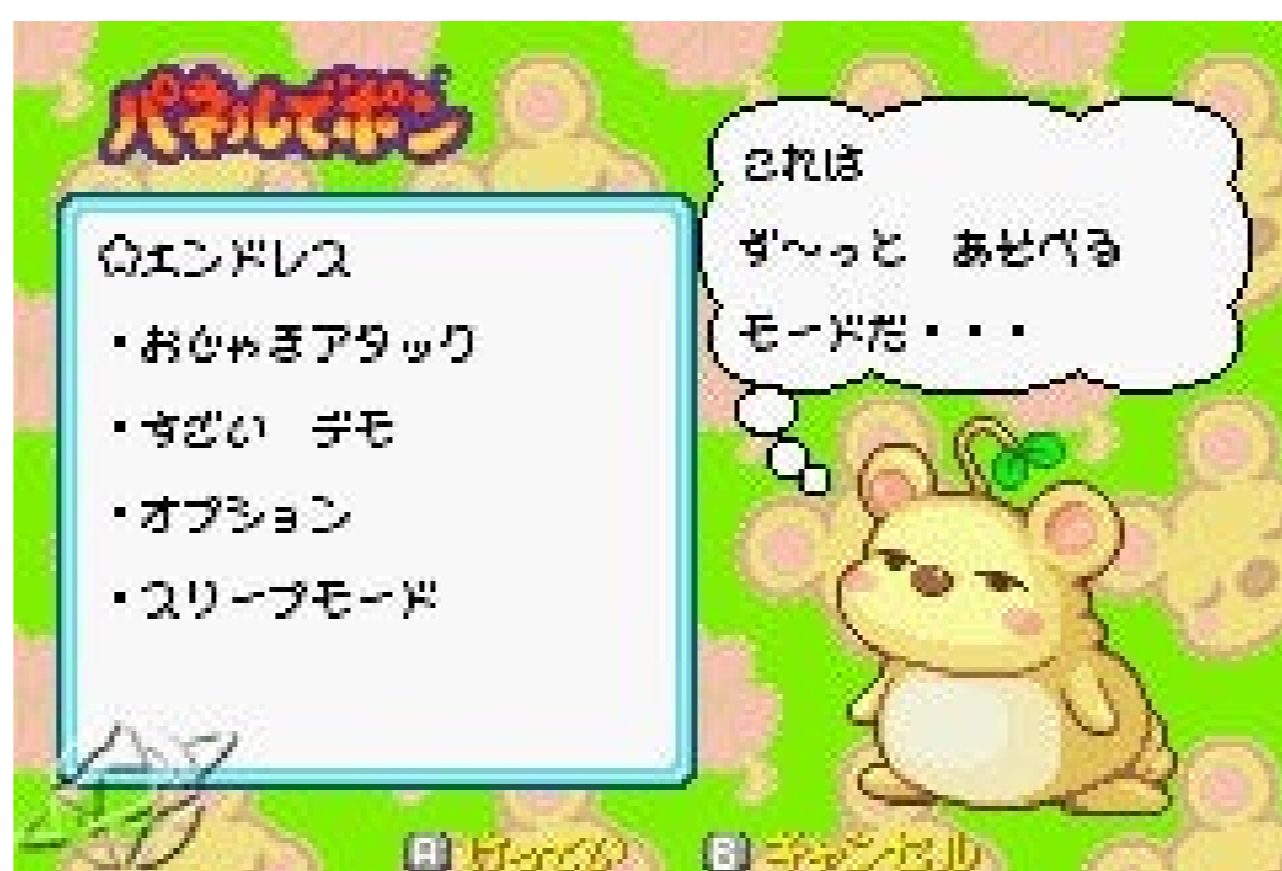 パネルでポン
エンドレス
・おじゃまアタック
・すごい　デモ
・オプション
・スリープモード
これは
ず～っと　あそべる
モードだ・・・
A けってい　B キャンセル